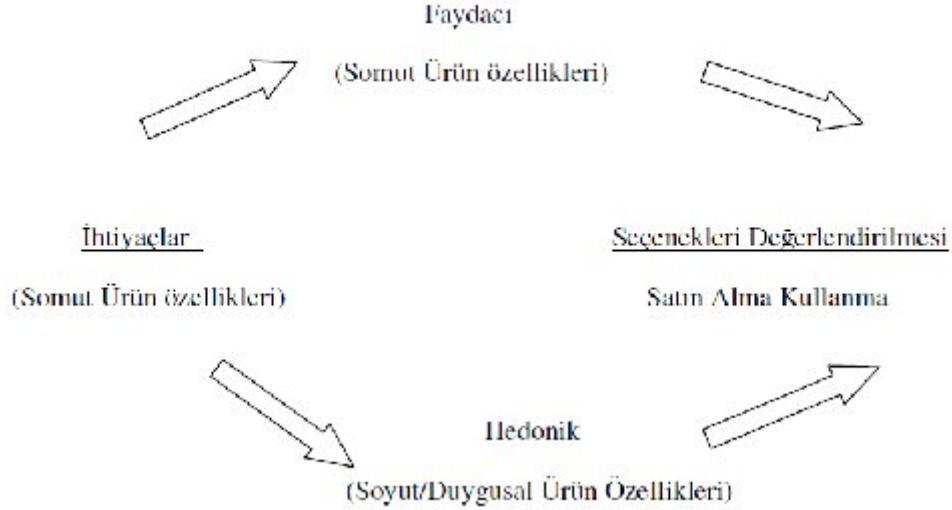 Faydacı
(Somut Ürün özellikleri)
İhtiyaçlar
Seçenekleri Değerlendirilmesi
(Somut Ürün özellikleri)
Satın Alma Kullanma
Hedonik
(Soyut/Duygusal Ürün Özellikleri)